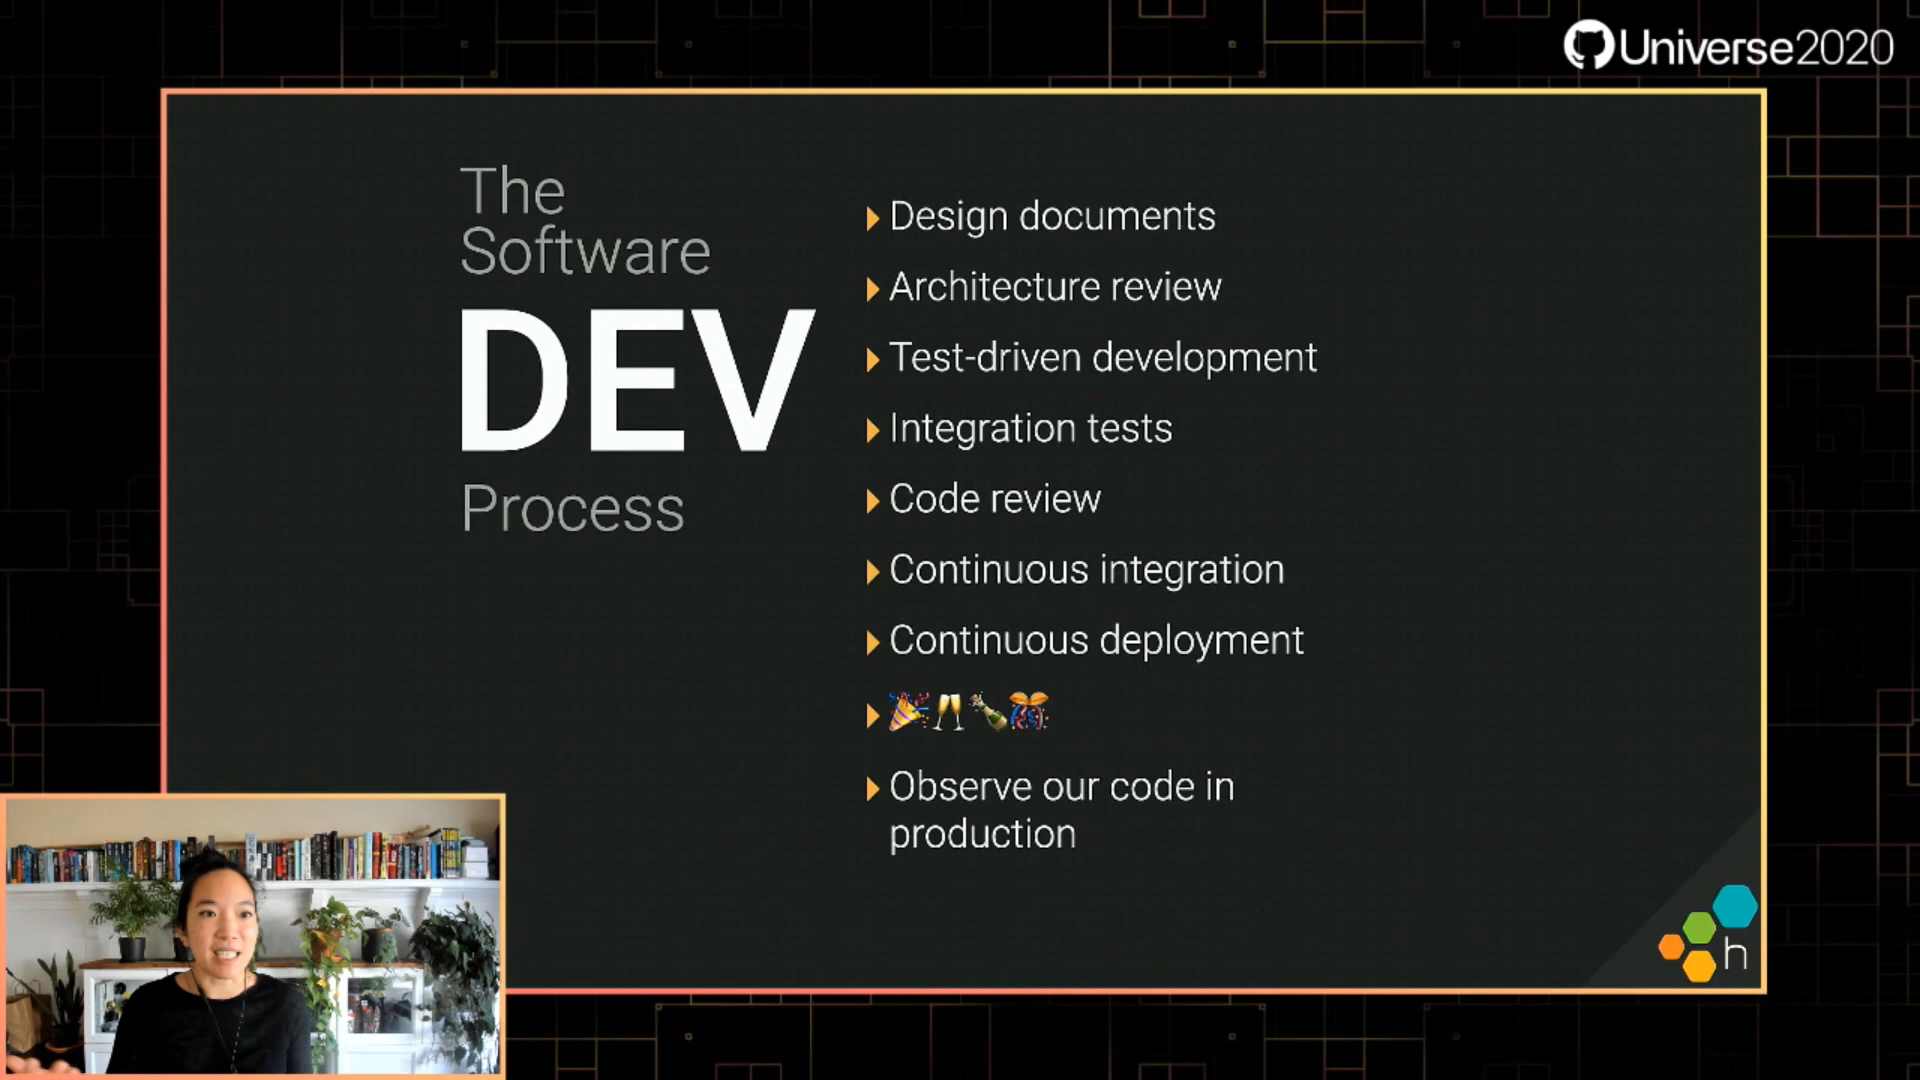 Universe2020
The
Software
DEV
Process
Design documents
Architecture review
Test-driven development
Integration tests
Code review
Continuous integration
Continuous deployment
🎉🥂🍾🎊
Observe our code in
production
h